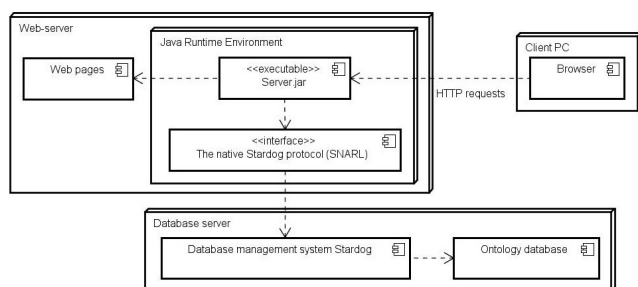 Web-server
Java Runtime Environment
Client PC
Web pages
<<executable>>
Server.jar
Browser
HTTP requests
<<interface>>
The native Stardog protocol (SNARL)
Database server
Database management system Stardog
Ontology database